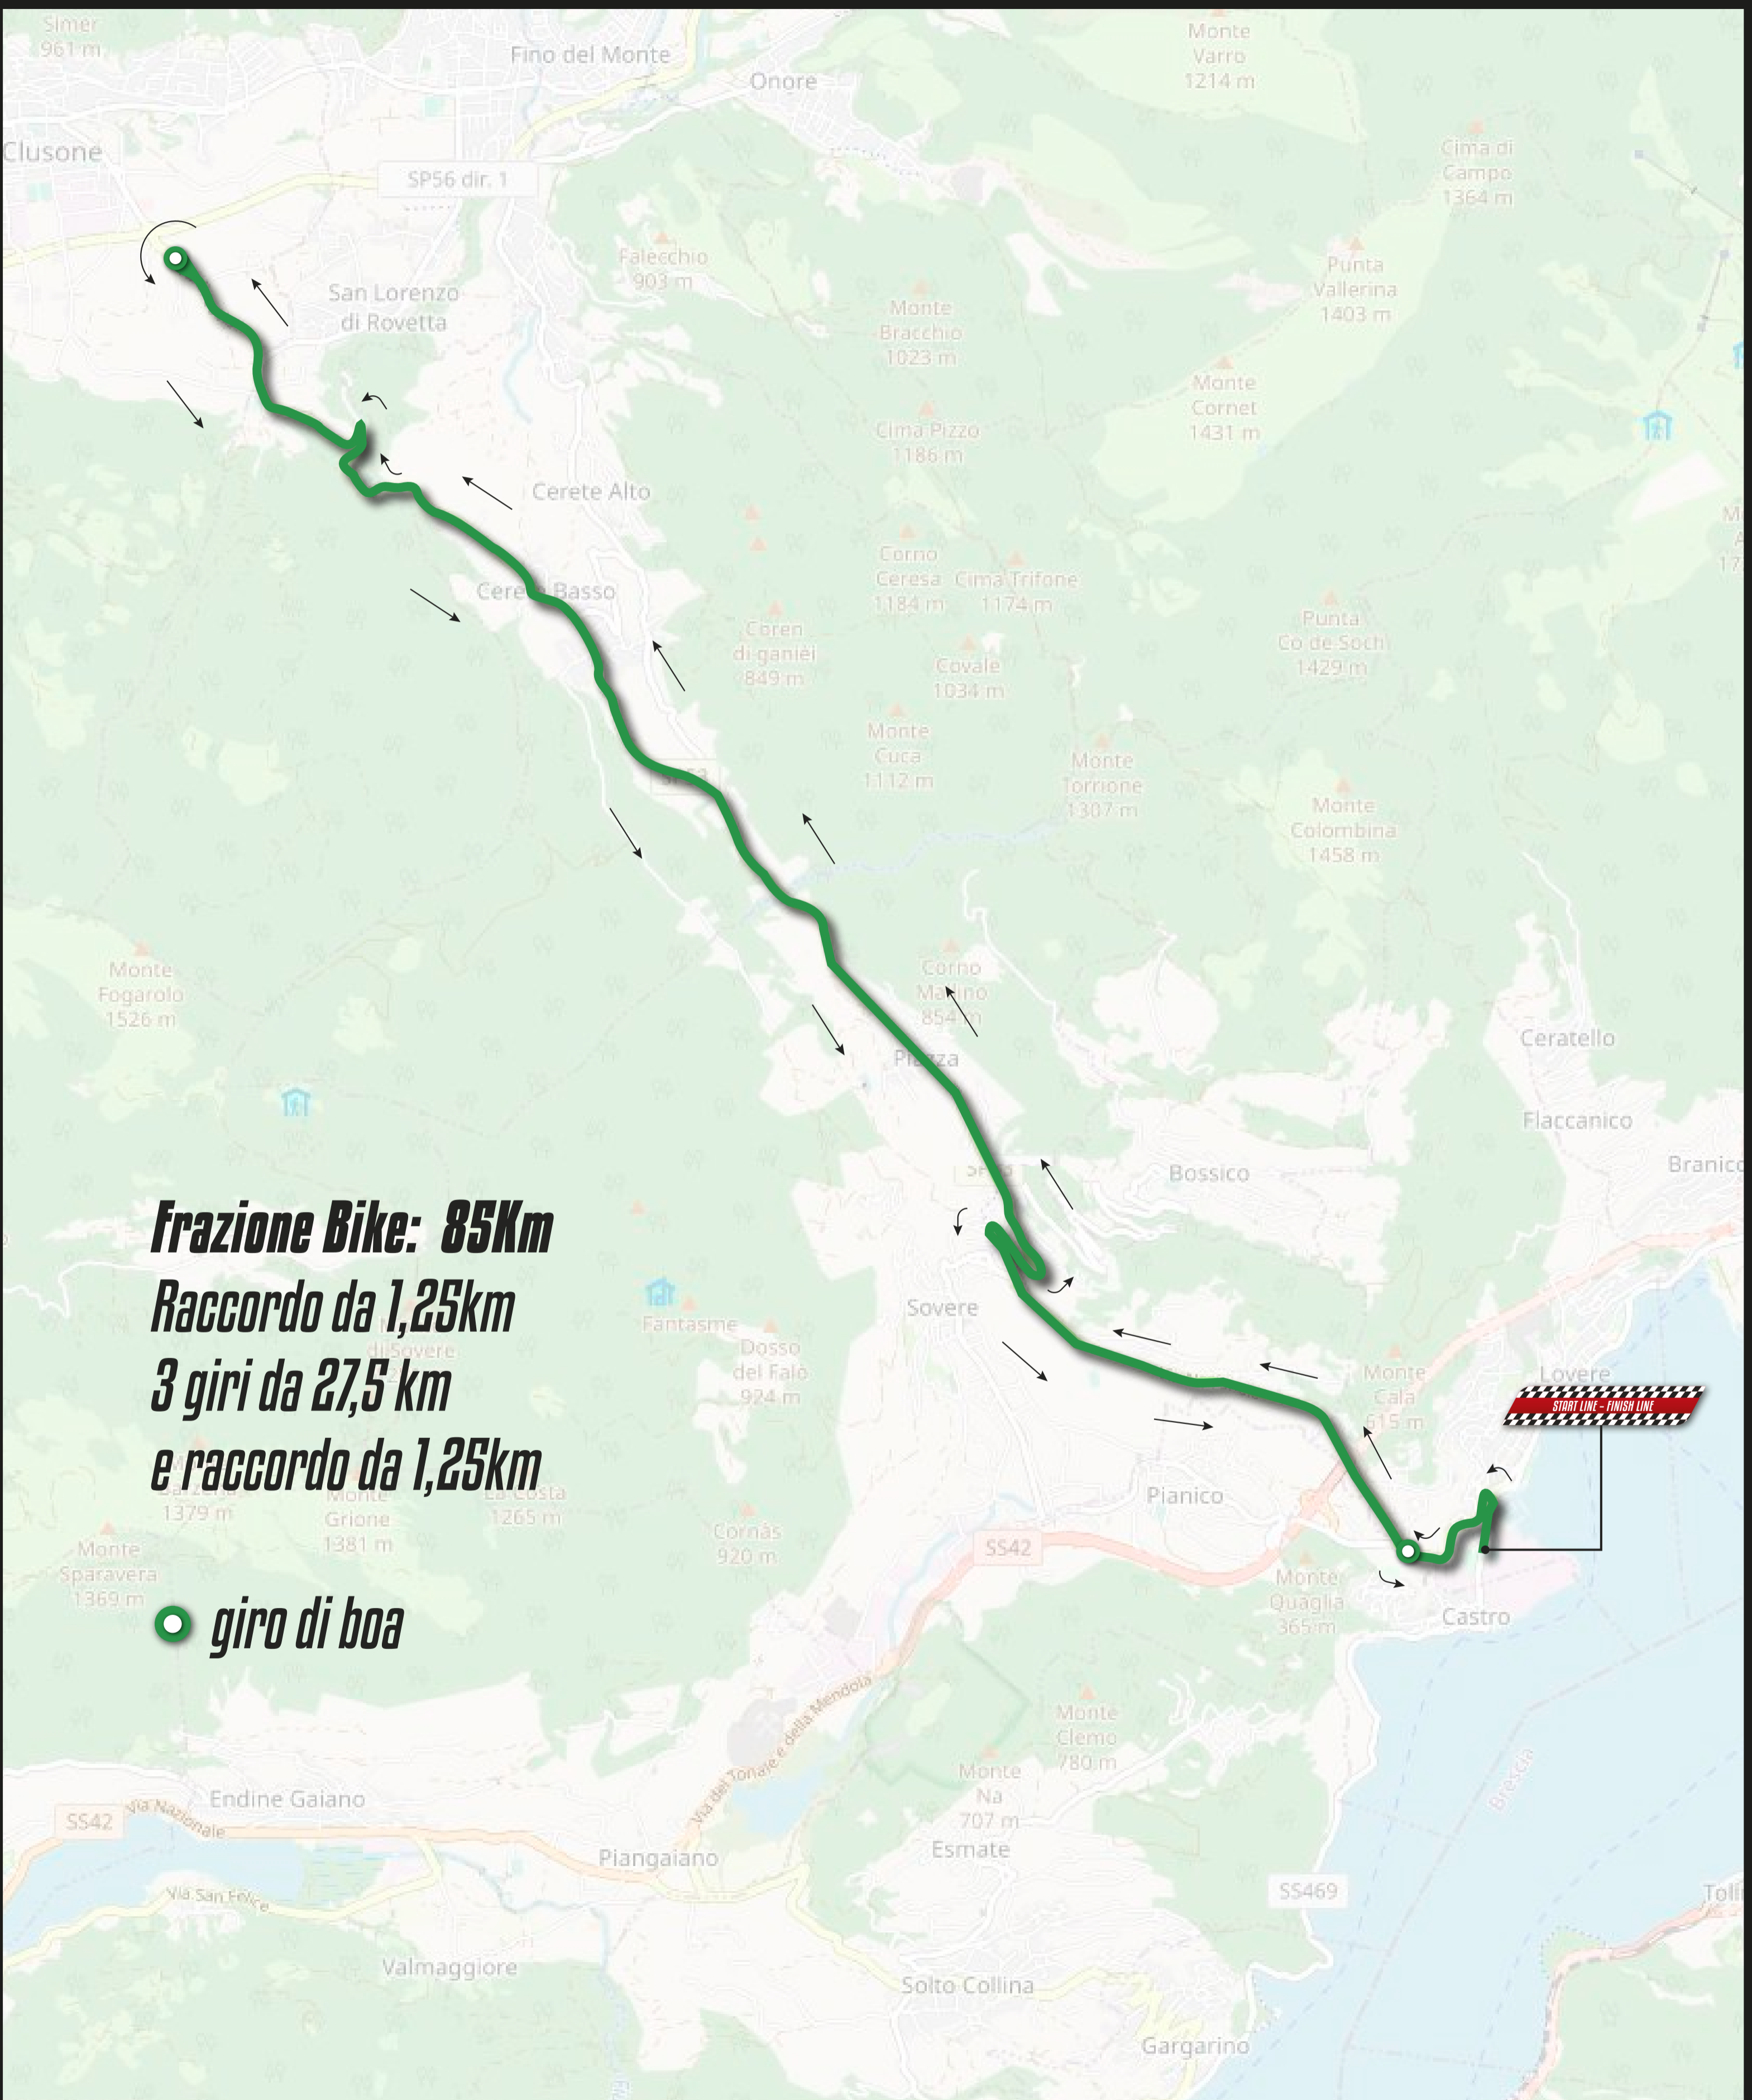 Simer
961 m
Fino del Monte
Onore
Monte
Varro
1214 m
Clusone
SP56 dir. 1
Cima di
Campo
1364 m
Falecchio
903 m
Punta
Vallerina
1403 m
San Lorenzo
di Rovetta
Monte
Bracchio
1023 m
Monte
Cornet
1431 m
Cima Pizzo
1186 m
Cerete Alto
Corno
Ceresa
1184 m
Cima Trifone
1174 m
Cerete Basso
Coren
di ganièi
849 m
Punta
Co de Soch
1429 m
Covale
1034 m
Monte
Cuca
1112 m
Monte
Torrione
1307 m
Monte
Colombina
1458 m
Monte
Fogarolo
1526 m
Corno
854 m
Piazza
Ceratello
Flaccanico
Branico
Bossico
Frazione Bike: 85Km
Raccordo da 1,25km
3 giri da 27,5 km
e raccordo da 1,25km
giro di boa
Sovere
Fantasme
di Sovere
Dosso
del Falò
924 m
Monte
Cala
615 m
Lovere
START LINE - FINISH LINE
Pianico
1379 m
Monte
Grione
1381 m
La Costa
1265 m
Cornàs
920 m
SS42
Monte
Sparavera
1369 m
Monte
Quaglia
365 m
Castro
Via del Tonale e della Mendola
Monte
Clemo
780 m
Monte
Na
707 m
Brescia
Endine Gaiano
SS42
Via Nazionale
Piangaiano
Esmate
SS469
Via San Felice
Valmaggiore
Solto Collina
Gargarino